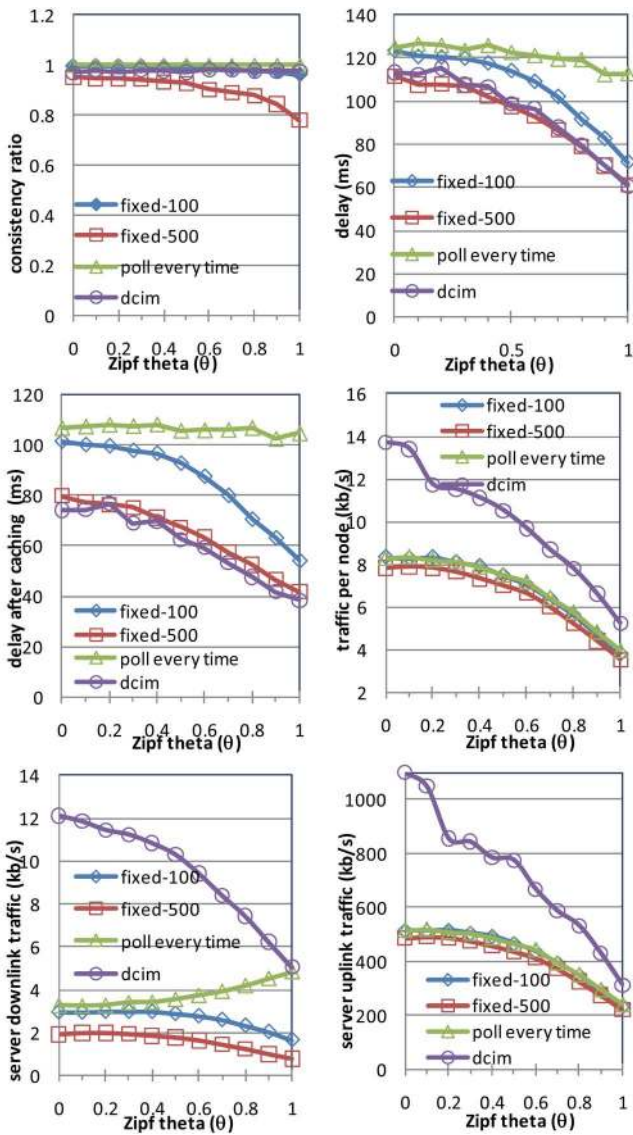 1.2
1
0.8
0.6
0.4
0.2
0
consistency ratio
fixed-100
fixed-500
poll every time
dcim
0 0.2 0.4 0.6 0.8 1
Zipf theta (θ)
140
120
100
80
60
40
20
0
delay (ms)
fixed-100
fixed-500
poll every time
dcim
0 0.5 1
Zipf theta (θ)
120
100
80
60
40
20
0
delay after caching (ms)
fixed-100
fixed-500
poll every time
dcim
0 0.2 0.4 0.6 0.8 1
Zipf theta (θ)
16
14
12
10
8
6
4
2
traffic per node (kb/s)
fixed-100
fixed-500
poll every time
dcim
0 0.2 0.4 0.6 0.8 1
Zipf theta (θ)
14
12
10
8
6
4
2
0
server downlink traffic (kb/s)
fixed-100
fixed-500
poll every time
dcim
0 0.2 0.4 0.6 0.8 1
Zipf theta (θ)
1000
800
600
400
200
0
server uplink traffic (kb/s)
fixed-100
fixed-500
poll every time
dcim
0 0.2 0.4 0.6 0.8 1
Zipf theta (θ)